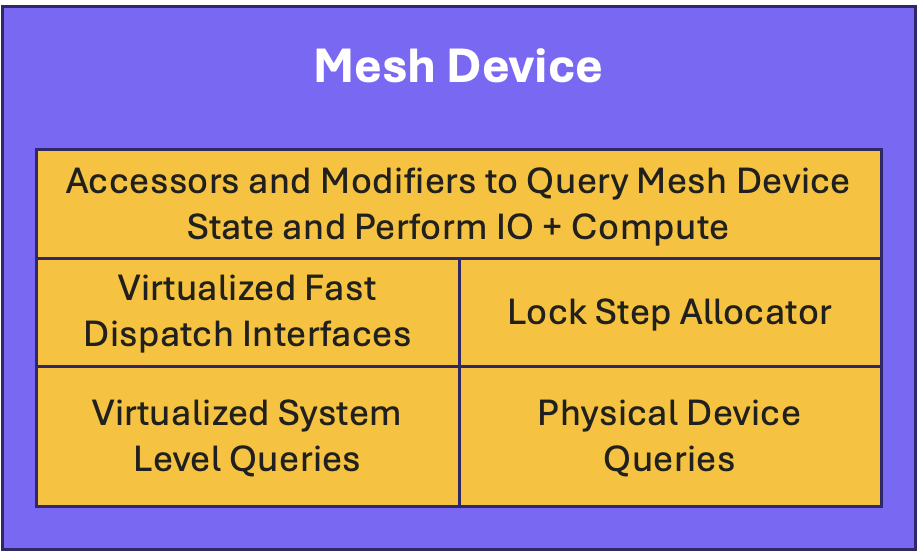 Mesh Device
Accessors and Modifiers to Query Mesh Device
State and Perform IO + Compute
Virtualized Fast
Dispatch Interfaces
Lock Step Allocator
Virtualized System
Level Queries
Physical Device
Queries